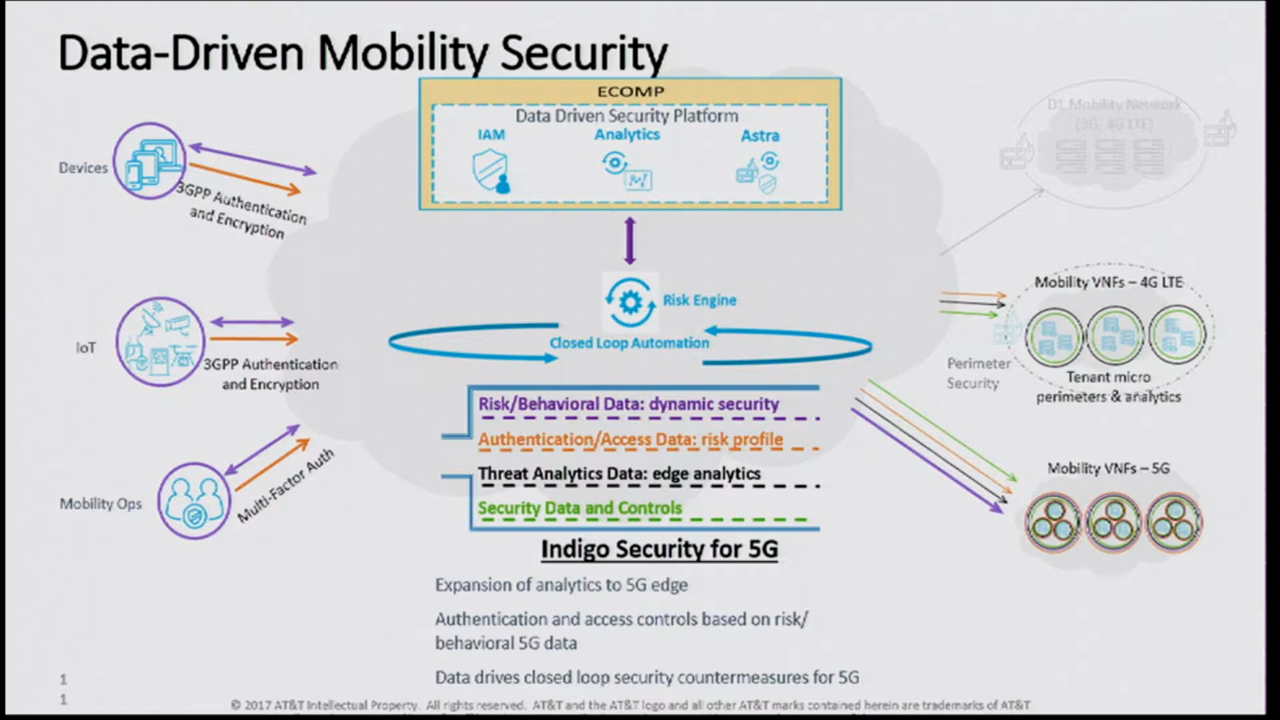 Data-Driven Mobility Security
ECOMP
Data Driven Security Platform
IAM
Analytics
Astra
D1 Mobility Network
(3G, 4G LTE)
Devices
3GPP Authentication
and Encryption
Risk Engine
Closed Loop Automation
IoT
3GPP Authentication
and Encryption
Mobility VNFs – 4G LTE
Perimeter
Security
Tenant micro
perimeters & analytics
Risk/Behavioral Data: dynamic security
Authentication/Access Data: risk profile
Threat Analytics Data: edge analytics
Security Data and Controls
Mobility Ops
Multi-Factor Auth
Mobility VNFs – 5G
Indigo Security for 5G
Expansion of analytics to 5G edge
Authentication and access controls based on risk/
behavioral 5G data
Data drives closed loop security countermeasures for 5G
1
1
© 2017 AT&T Intellectual Property. All rights reserved. AT&T and the AT&T logo and all other AT&T marks contained herein are trademarks of AT&T